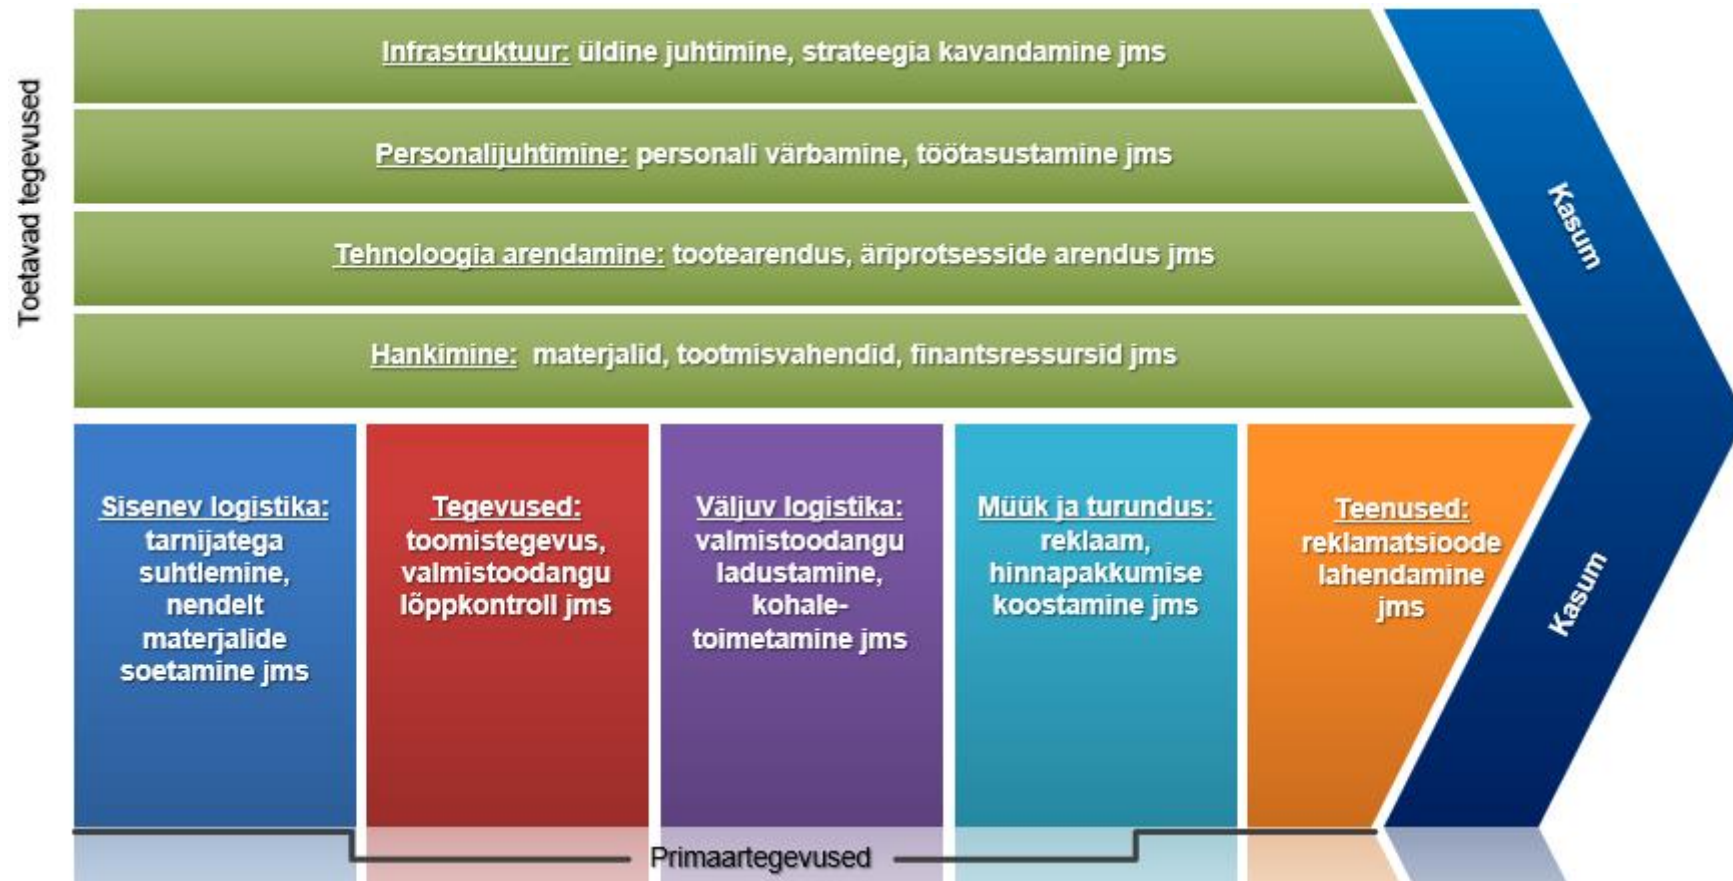 Toetavad tegevused
Infrastruktuur: üldine juhtimine, strateegia kavandamine jms
Personalijuhtimine: personali värbamine, töötasustamine jms
Tehnoloogia arendamine: tootearendus, äriprotsesside arendus jms
Hankimine: materjalid, tootmisvahendid, finantsressursid jms
Kasum
Sisenev logistika:
tarnijatega
suhtlemine,
nendelt
materjalide
soetamine jms
Tegevused:
toomistegevus,
valmistoodangu
lõppkontroll jms
Väljuv logistika:
valmistoodangu
ladustamine,
kohale-
toimetamine jms
Müük ja turundus:
reklaam,
hinnapakkumise
koostamine jms
Teenused:
reklamatsioode
lahendamine
jms
Kasum
Primaartegevused